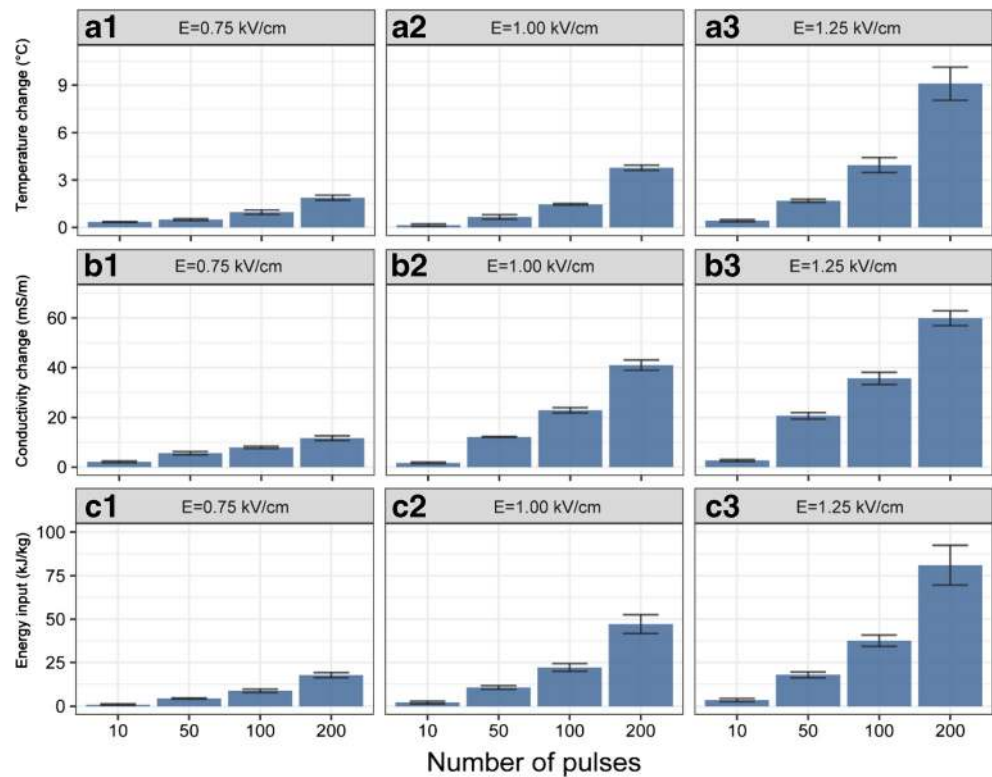 a1 E=0.75 kV/cm a2 E=1.00 kV/cm a3 E=1.25 kV/cm
Temperature change (°C)
9
6
3
0
b1 E=0.75 kV/cm b2 E=1.00 kV/cm b3 E=1.25 kV/cm
Conductivity change (mS/m)
60
40
20
0
c1 E=0.75 kV/cm c2 E=1.00 kV/cm c3 E=1.25 kV/cm
Energy input (kJ/kg)
100
75
50
25
0
10 50 100 200 10 50 100 200 10 50 100 200
Number of pulses